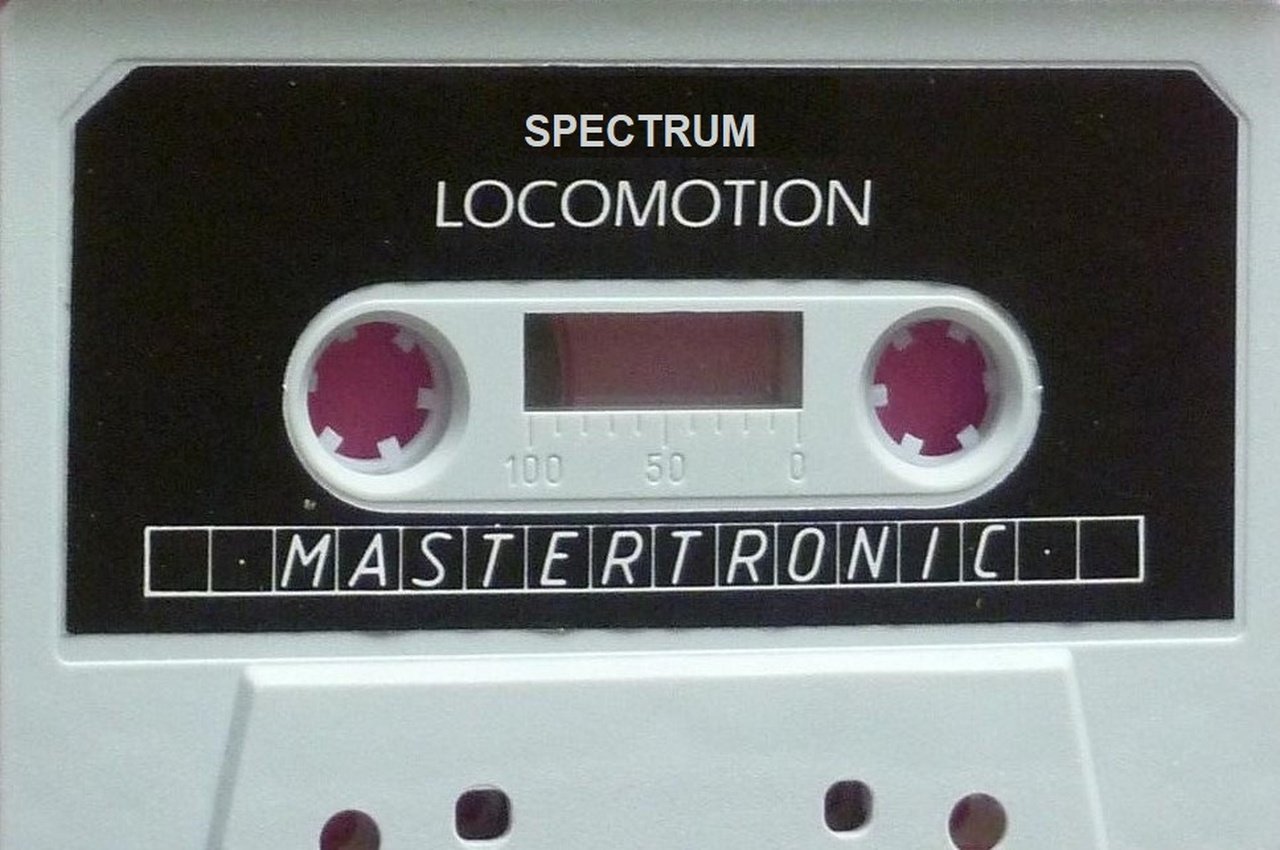 SPECTRUM
LOCOMOTION
100 50 0
· MASTERTRONIC ·